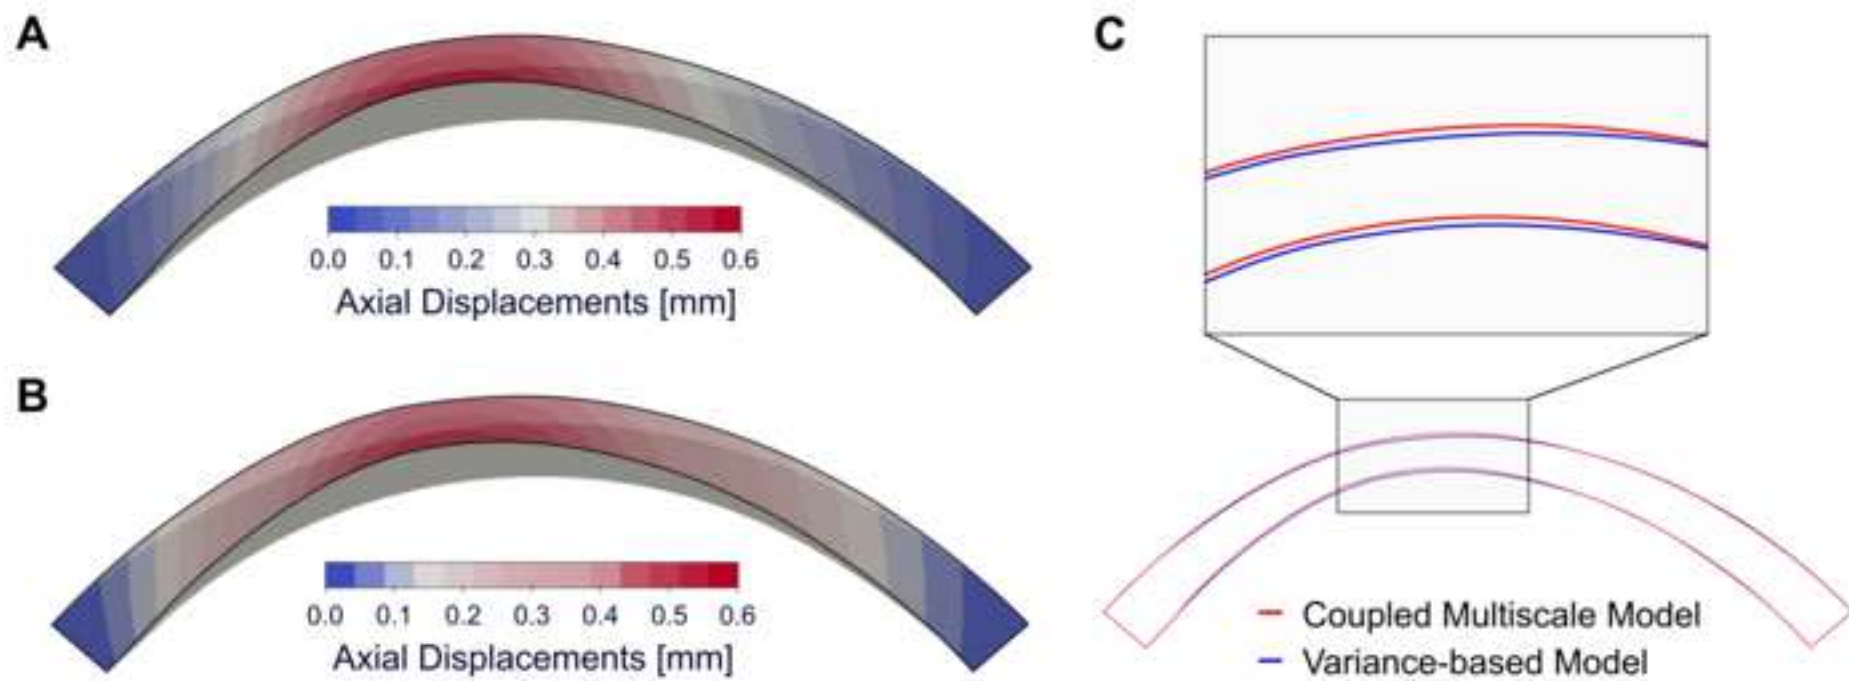 A
0.0 0.1 0.2 0.3 0.4 0.5 0.6
Axial Displacements [mm]
B
0.0 0.1 0.2 0.3 0.4 0.5 0.6
Axial Displacements [mm]
C
Coupled Multiscale Model
Variance-based Model